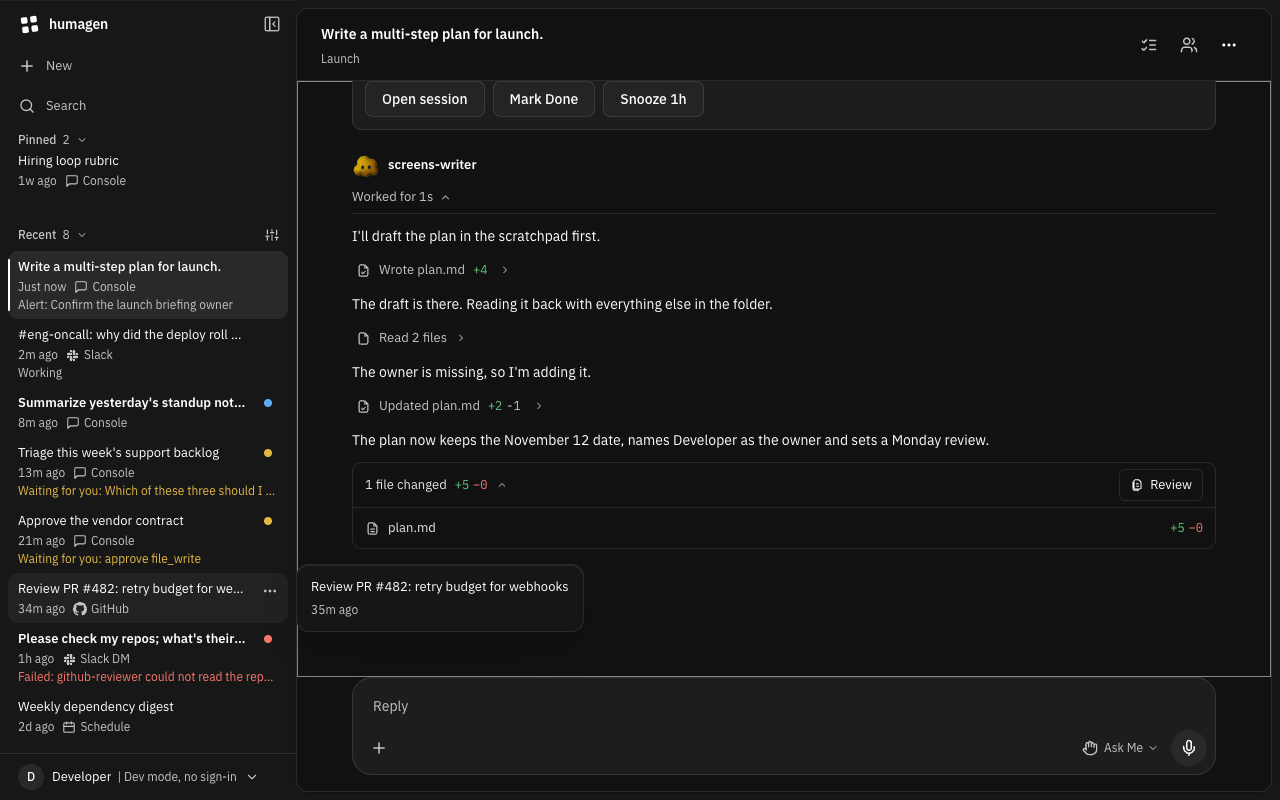 humagen
New
Search
Pinned 2
Hiring loop rubric
1w ago Console
Recent 8
Write a multi-step plan for launch.
Just now Console
Alert: Confirm the launch briefing owner
#eng-oncall: why did the deploy roll ...
2m ago Slack
Working
Summarize yesterday's standup not...
8m ago Console
Triage this week's support backlog
13m ago Console
Waiting for you: Which of these three should I ...
Approve the vendor contract
21m ago Console
Waiting for you: approve file_write
Review PR #482: retry budget for we...
34m ago GitHub
Please check my repos; what's their...
1h ago Slack DM
Failed: github-reviewer could not read the rep...
Weekly dependency digest
2d ago Schedule
D Developer | Dev mode, no sign-in
Write a multi-step plan for launch.
Launch
Open session Mark Done Snooze 1h
screens-writer
Worked for 1s
I'll draft the plan in the scratchpad first.
Wrote plan.md +4
The draft is there. Reading it back with everything else in the folder.
Read 2 files
The owner is missing, so I'm adding it.
Updated plan.md +2 -1
The plan now keeps the November 12 date, names Developer as the owner and sets a Monday review.
1 file changed +5 −0 Review
plan.md +5 −0
Review PR #482: retry budget for webhooks
35m ago
Reply
Ask Me